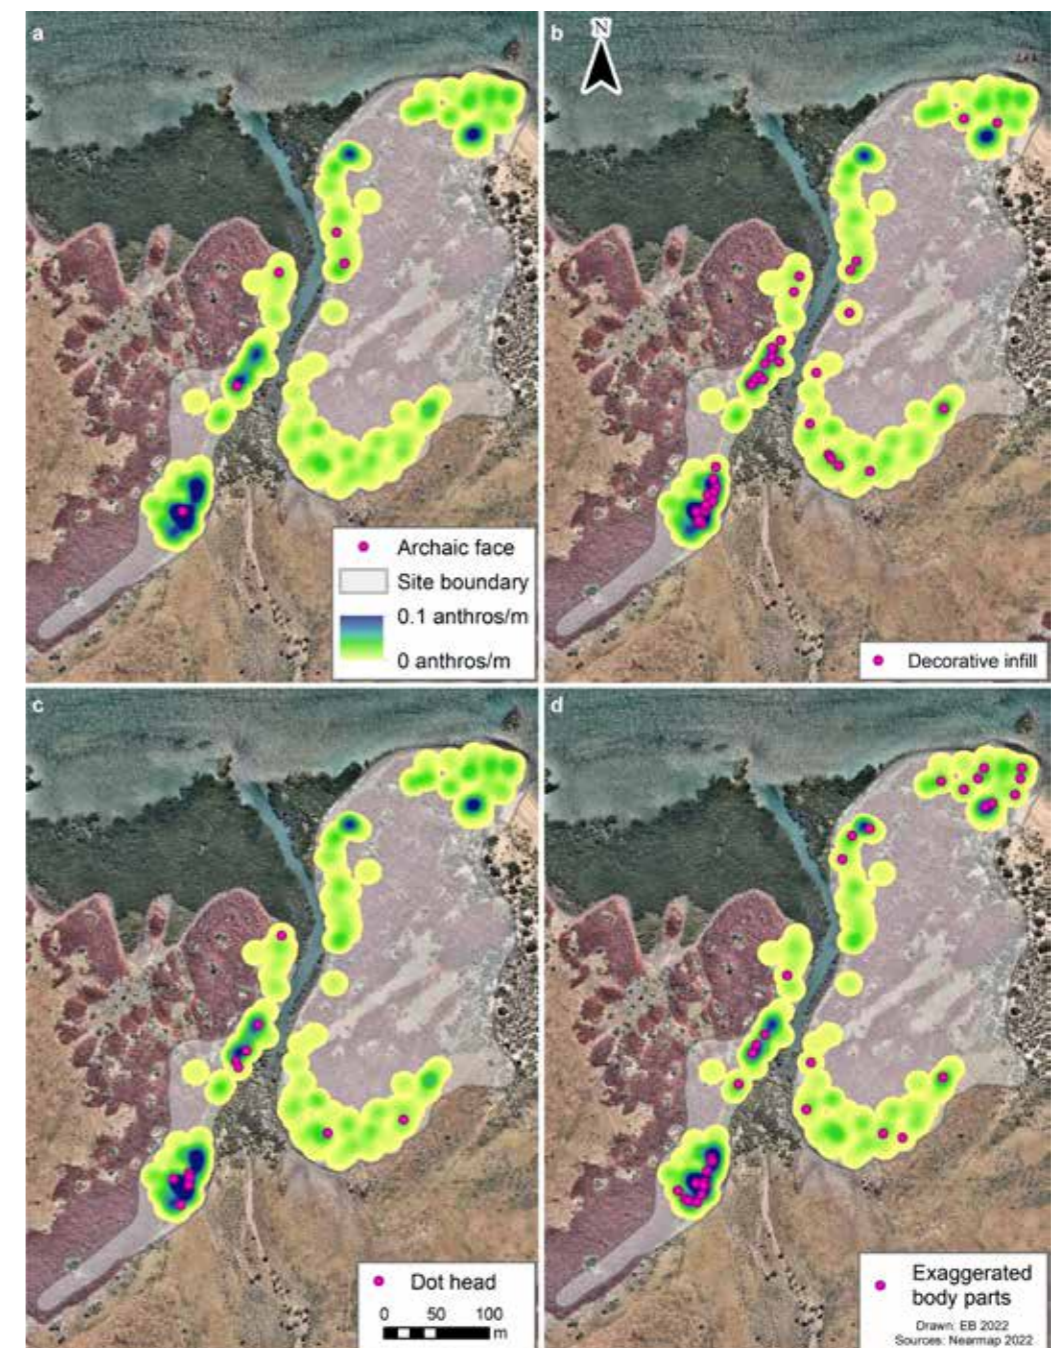 a
Archaic face
Site boundary
0.1 anthros/m
0 anthros/m
b
N
Decorative infill
c
Dot head
0 50 100
m
d
Exaggerated
body parts
Drawn: EB 2022
Sources: Nearmap 2022